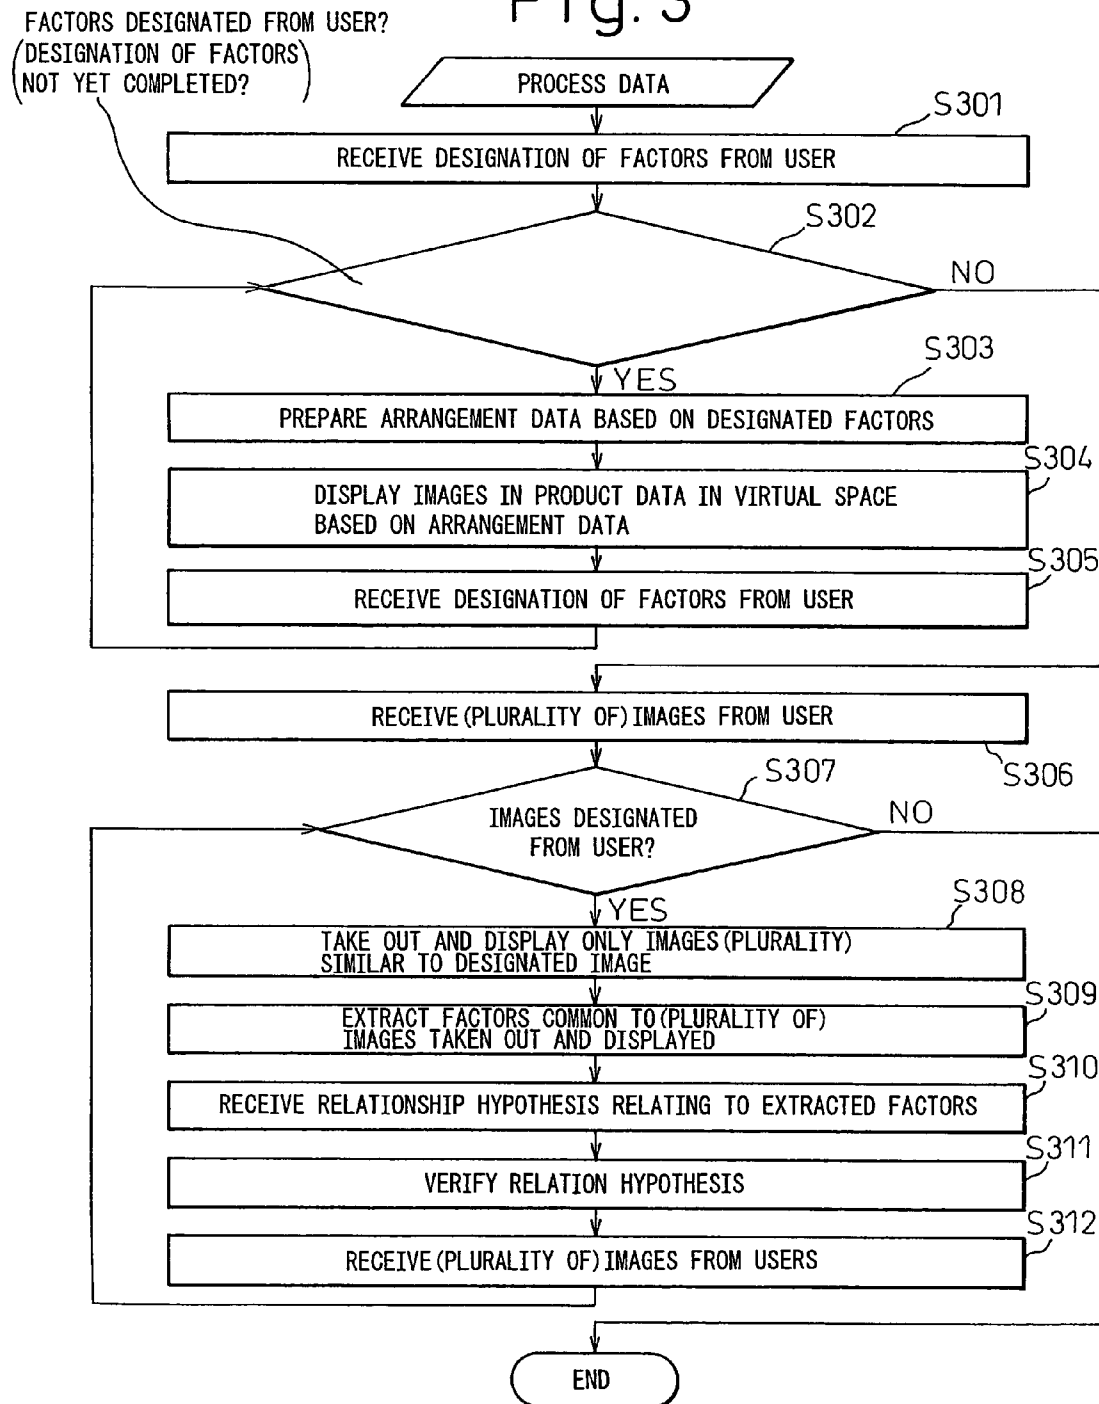 Fig. 3
FACTORS DESIGNATED FROM USER?
(DESIGNATION OF FACTORS
NOT YET COMPLETED?)
PROCESS DATA
S301
RECEIVE DESIGNATION OF FACTORS FROM USER
S302
NO
YES
S303
PREPARE ARRANGEMENT DATA BASED ON DESIGNATED FACTORS
S304
DISPLAY IMAGES IN PRODUCT DATA IN VIRTUAL SPACE
BASED ON ARRANGEMENT DATA
S305
RECEIVE DESIGNATION OF FACTORS FROM USER
RECEIVE(PLURALITY OF)IMAGES FROM USER
S306
S307
IMAGES DESIGNATED
FROM USER?
NO
YES
S308
TAKE OUT AND DISPLAY ONLY IMAGES(PLURALITY)
SIMILAR TO DESIGNATED IMAGE
S309
EXTRACT FACTORS COMMON TO(PLURALITY OF)
IMAGES TAKEN OUT AND DISPLAYED
S310
RECEIVE RELATIONSHIP HYPOTHESIS RELATING TO EXTRACTED FACTORS
S311
VERIFY RELATION HYPOTHESIS
S312
RECEIVE(PLURALITY OF)IMAGES FROM USERS
END